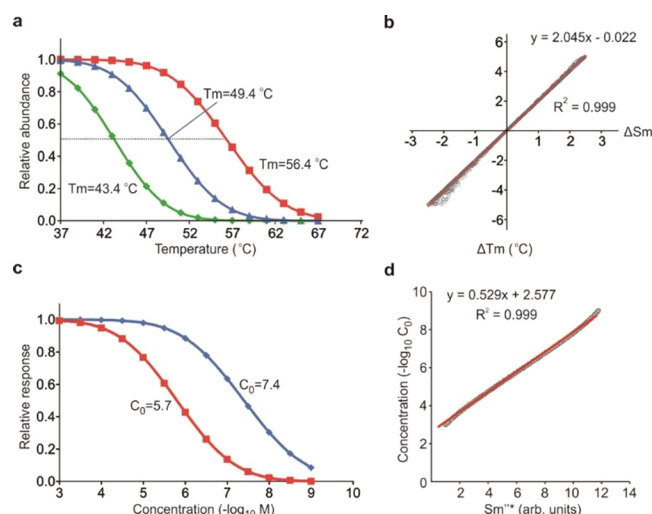 a
Relative abundance
1.0
0.8
0.6
0.4
0.2
0.0
Tm=49.4 °C
Tm=56.4 °C
Tm=43.4 °C
37 42 47 52 57 62 67 72
Temperature (°C)
b
y = 2.045x - 0.022
R² = 0.999
6
4
2
-2
-4
-6
-3 -2 -1 0 1 2 3
ΔSm
ΔTm (°C)
c
Relative response
1.0
0.8
0.6
0.4
0.2
0.0
C₀=7.4
C₀=5.7
3 4 5 6 7 8 9 10
Concentration (-log₁₀ M)
d
y = 0.529x + 2.577
R² = 0.999
Concentration (-log₁₀ C₀)
10
8
6
4
2
0
2 4 6 8 10 12
Sm''* (arb. units)